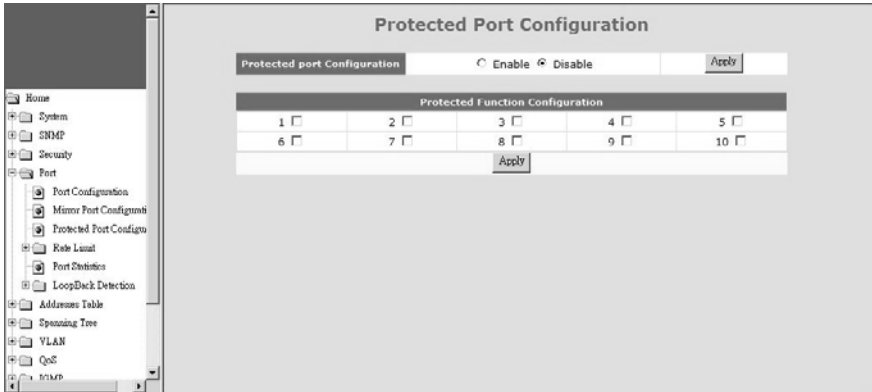 Protected Port Configuration
Protected port Configuration Enable Disable Apply
Protected Function Configuration
1 2 3 4 5
6 7 8 9 10
Apply
Home
System
SNMP
Security
Port
Port Configuration
Mirror Port Configurati
Protected Port Configu
Rate Limit
Port Statistics
LoopBack Detection
Addresses Table
Spanning Tree
VLAN
QoS
IGMP